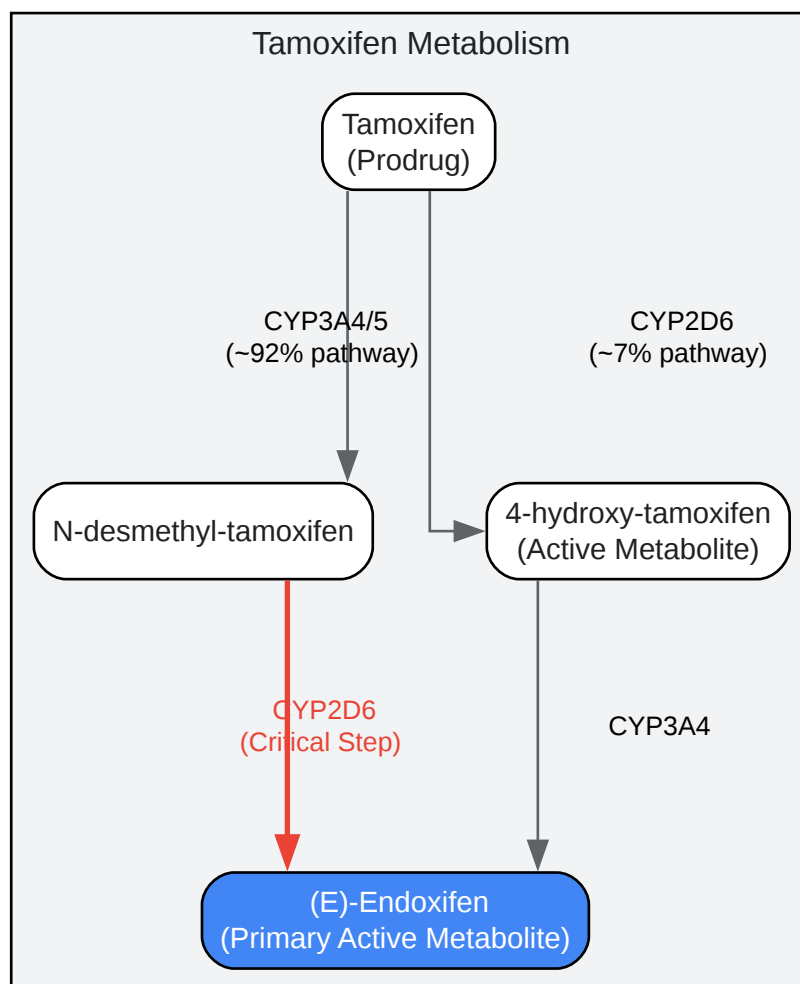 Tamoxifen Metabolism
Tamoxifen
(Prodrug)
CYP3A4/5
(~92% pathway)
CYP2D6
(~7% pathway)
N-desmethyl-tamoxifen
4-hydroxy-tamoxifen
(Active Metabolite)
CYP2D6
(Critical Step)
CYP3A4
(E)-Endoxifen
(Primary Active Metabolite)